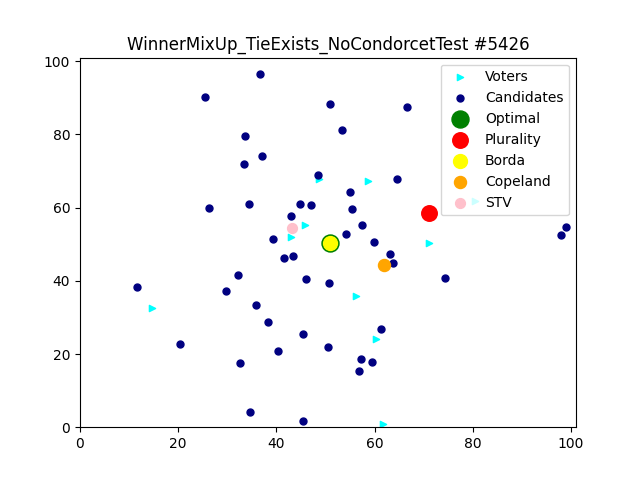 WinnerMixUp_TieExists_NoCondorcetTest #5426
100
80
60
40
20
0
0
20
40
60
80
100
Voters
Candidates
Optimal
Plurality
Borda
Copeland
STV